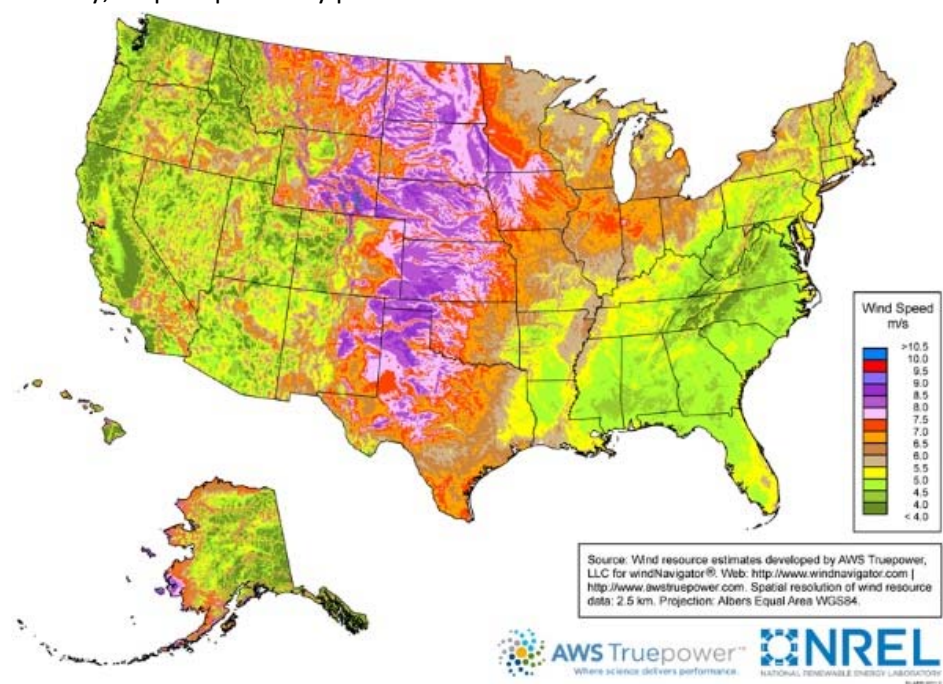 Wind Speed
m/s
>10.5
10.0
9.5
9.0
8.5
8.0
7.5
7.0
6.5
6.0
5.5
5.0
4.5
4.0
< 4.0
Source: Wind resource estimates developed by AWS Truepower,
LLC for windNavigator®. Web: http://www.windnavigator.com |
http://www.awstruepower.com. Spatial resolution of wind resource
data: 2.5 km. Projection: Albers Equal Area WGS84.
AWS Truepower™
Where science delivers performance.
NREL
NATIONAL RENEWABLE ENERGY LABORATORY